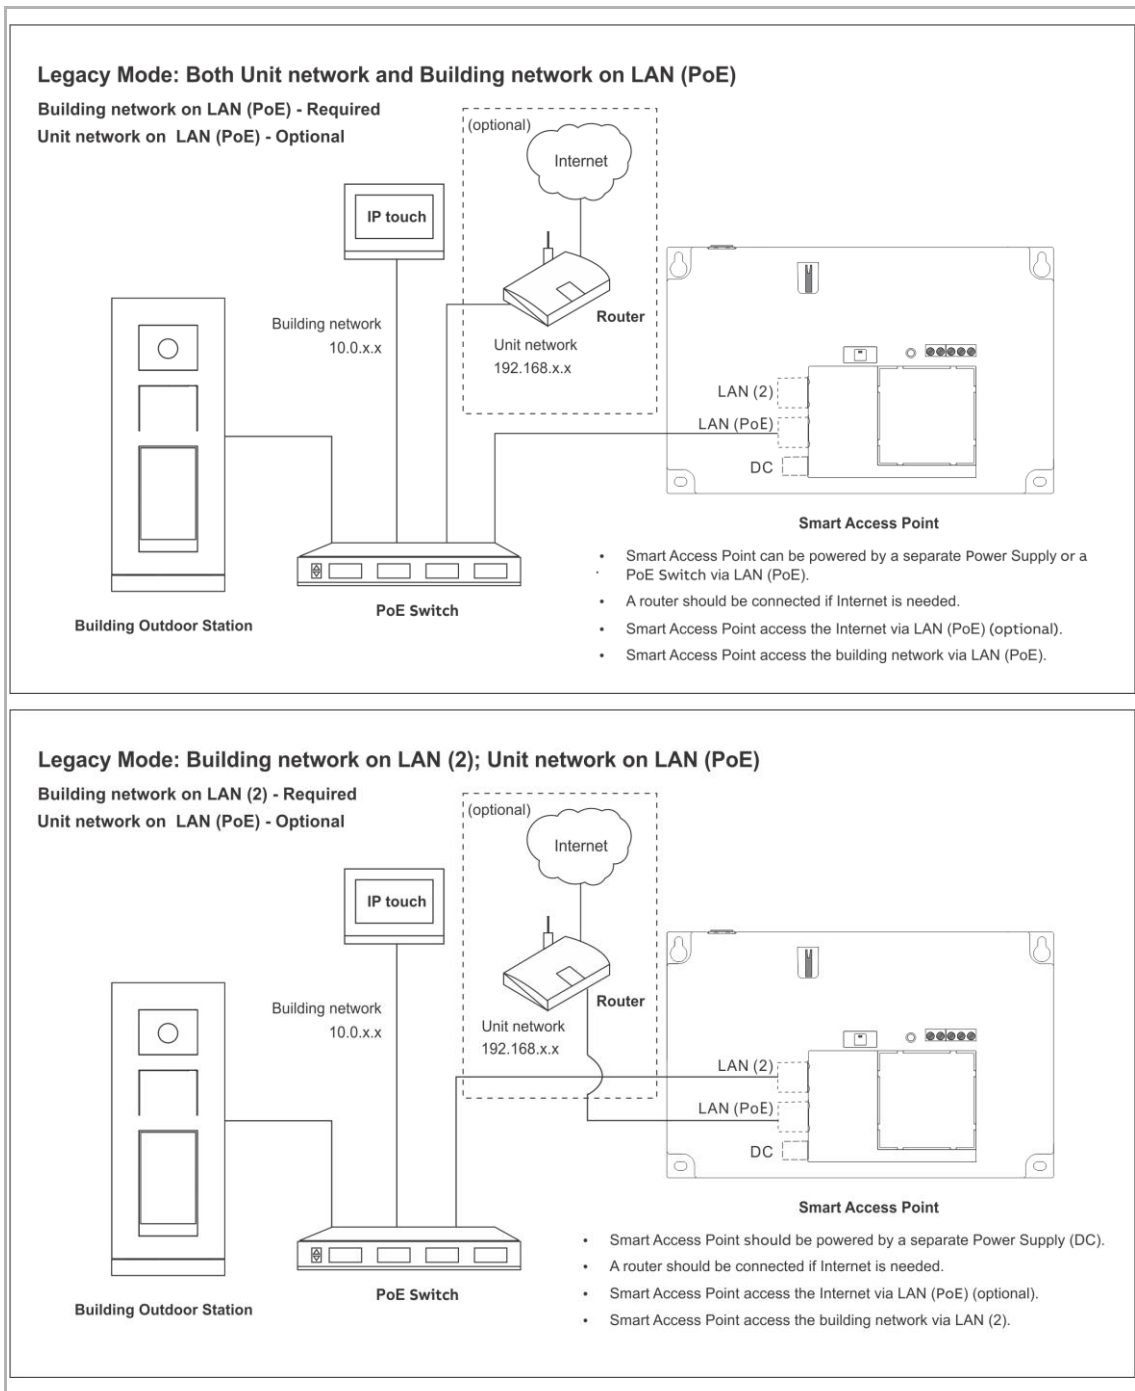 Legacy Mode: Both Unit network and Building network on LAN (PoE)
Building network on LAN (PoE) - Required
Unit network on LAN (PoE) - Optional
(optional)
Internet
IP touch
Router
Building network
10.0.x.x
Unit network
192.168.x.x
LAN (2)
LAN (PoE)
DC
Smart Access Point
PoE Switch
Building Outdoor Station
• Smart Access Point can be powered by a separate Power Supply or a
PoE Switch via LAN (PoE).
• A router should be connected if Internet is needed.
• Smart Access Point access the Internet via LAN (PoE) (optional).
• Smart Access Point access the building network via LAN (PoE).
Legacy Mode: Building network on LAN (2); Unit network on LAN (PoE)
Building network on LAN (2) - Required
Unit network on LAN (PoE) - Optional
(optional)
Internet
IP touch
Router
Building network
10.0.x.x
Unit network
192.168.x.x
LAN (2)
LAN (PoE)
DC
Smart Access Point
PoE Switch
Building Outdoor Station
• Smart Access Point should be powered by a separate Power Supply (DC).
• A router should be connected if Internet is needed.
• Smart Access Point access the Internet via LAN (PoE) (optional).
• Smart Access Point access the building network via LAN (2).